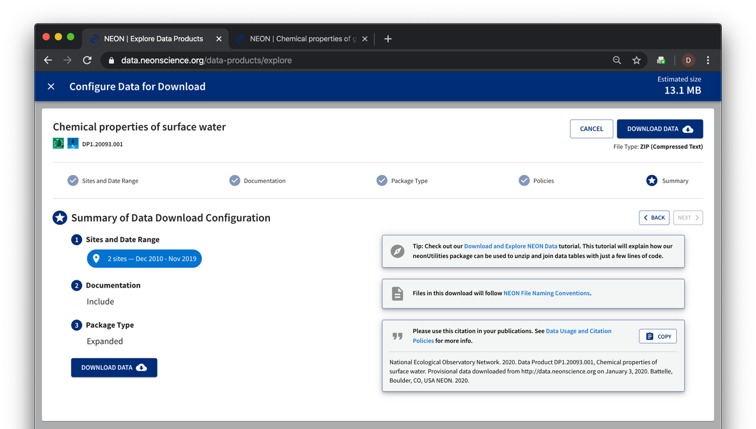 NEON | Explore Data Products
NEON | Chemical properties of g
data.neonscience.org/data-products/explore
D
Configure Data for Download
Estimated size
13.1 MB
Chemical properties of surface water
DP1.20093.001
CANCEL
DOWNLOAD DATA
File Type: ZIP (Compressed Text)
Sites and Date Range
Documentation
Package Type
Policies
Summary
Summary of Data Download Configuration
BACK
NEXT
1 Sites and Date Range
2 sites — Dec 2010 - Nov 2019
2 Documentation
Include
3 Package Type
Expanded
DOWNLOAD DATA
Tip: Check out our Download and Explore NEON Data tutorial. This tutorial will explain how our
neonUtilities package can be used to unzip and join data tables with just a few lines of code.
Files in this download will follow NEON File Naming Conventions.
Please use this citation in your publications. See Data Usage and Citation
Policies for more info.
COPY
National Ecological Observatory Network. 2020. Data Product DP1.20093.001, Chemical properties of
surface water. Provisional data downloaded from http://data.neonscience.org on January 3, 2020. Battelle,
Boulder, CO, USA NEON. 2020.